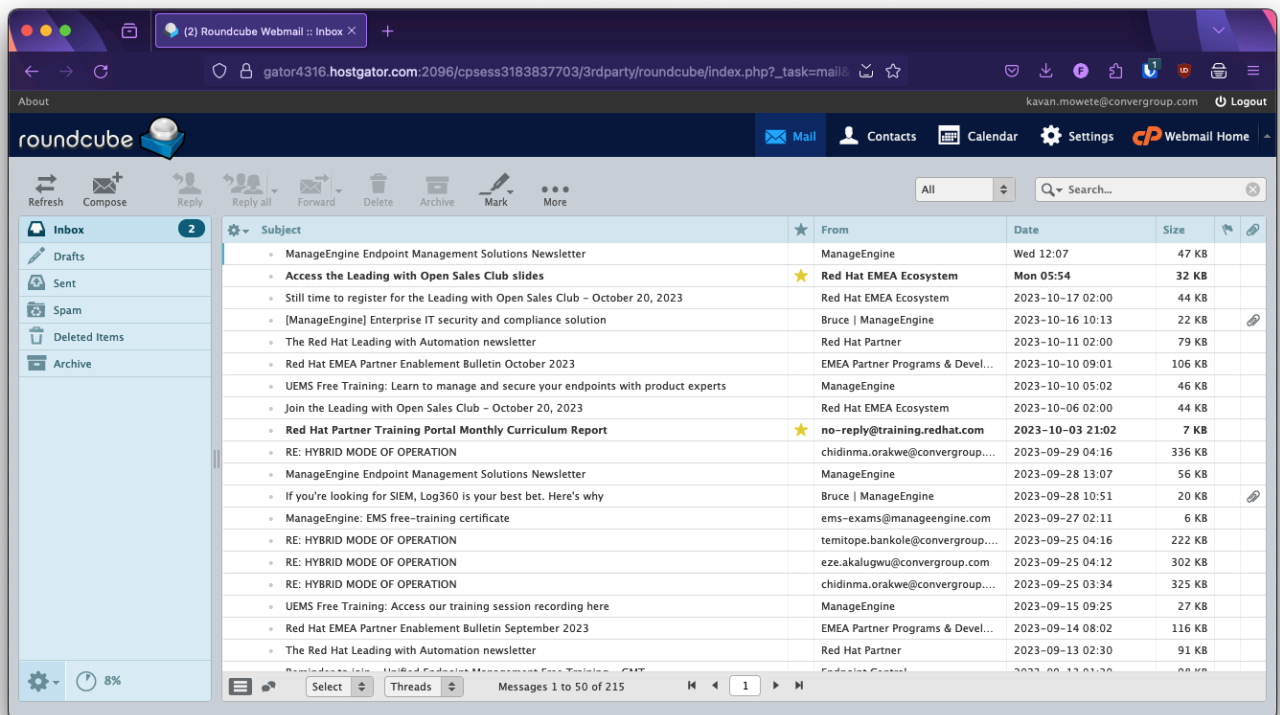 (2) Roundcube Webmail :: Inbox
gator4316.hostgator.com:2096/cpsess3183837703/3rdparty/roundcube/index.php?_task=mail&
1
About
kavan.mowete@convergroup.com Logout
roundcube
Mail Contacts Calendar Settings cP Webmail Home
Refresh Compose Reply Reply all Forward Delete Archive Mark More
All Search...
Inbox 2
Drafts
Sent
Spam
Deleted Items
Archive
Subject From Date Size
ManageEngine Endpoint Management Solutions Newsletter ManageEngine Wed 12:07 47 KB
Access the Leading with Open Sales Club slides Red Hat EMEA Ecosystem Mon 05:54 32 KB
Still time to register for the Leading with Open Sales Club – October 20, 2023 Red Hat EMEA Ecosystem 2023-10-17 02:00 44 KB
[ManageEngine] Enterprise IT security and compliance solution Bruce | ManageEngine 2023-10-16 10:13 22 KB
The Red Hat Leading with Automation newsletter Red Hat Partner 2023-10-11 02:00 79 KB
Red Hat EMEA Partner Enablement Bulletin October 2023 EMEA Partner Programs & Devel... 2023-10-10 09:01 106 KB
UEMS Free Training: Learn to manage and secure your endpoints with product experts ManageEngine 2023-10-10 05:02 46 KB
Join the Leading with Open Sales Club – October 20, 2023 Red Hat EMEA Ecosystem 2023-10-06 02:00 44 KB
Red Hat Partner Training Portal Monthly Curriculum Report no-reply@training.redhat.com 2023-10-03 21:02 7 KB
RE: HYBRID MODE OF OPERATION chidinma.orakwe@convergroup.... 2023-09-29 04:16 336 KB
ManageEngine Endpoint Management Solutions Newsletter ManageEngine 2023-09-28 13:07 56 KB
If you're looking for SIEM, Log360 is your best bet. Here's why Bruce | ManageEngine 2023-09-28 10:51 20 KB
ManageEngine: EMS free-training certificate ems-exams@manageengine.com 2023-09-27 02:11 6 KB
RE: HYBRID MODE OF OPERATION temitope.bankole@convergroup.... 2023-09-25 04:16 222 KB
RE: HYBRID MODE OF OPERATION eze.akalugwu@convergroup.com 2023-09-25 04:12 302 KB
RE: HYBRID MODE OF OPERATION chidinma.orakwe@convergroup.... 2023-09-25 03:34 325 KB
UEMS Free Training: Access our training session recording here ManageEngine 2023-09-15 09:25 27 KB
Red Hat EMEA Partner Enablement Bulletin September 2023 EMEA Partner Programs & Devel... 2023-09-14 08:02 116 KB
The Red Hat Leading with Automation newsletter Red Hat Partner 2023-09-13 02:30 91 KB
8% Select Threads Messages 1 to 50 of 215 1